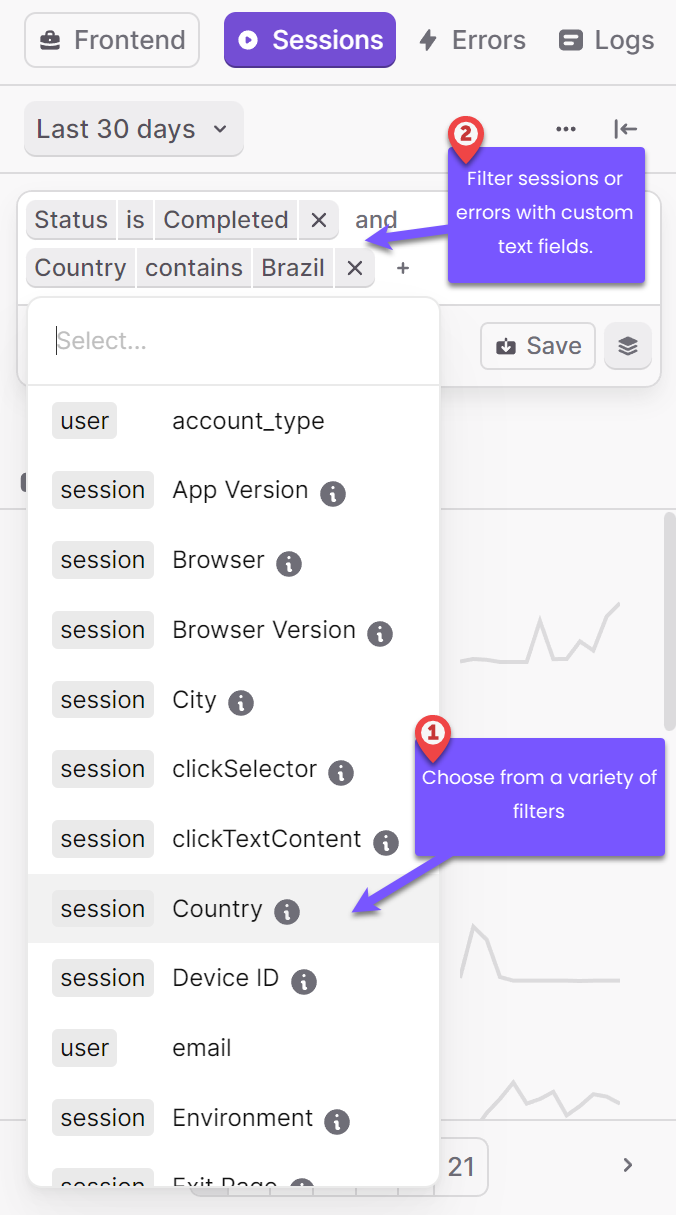 Frontend Sessions Errors Logs
Last 30 days
2
Filter sessions or
errors with custom
text fields.
Status is Completed and
Country contains Brazil +
Select...
Save
user account_type
session App Version
session Browser
session Browser Version
session City
session clickSelector
1
Choose from a variety of
filters
session clickTextContent
session Country
session Device ID
user email
session Environment
session Exit Page
21